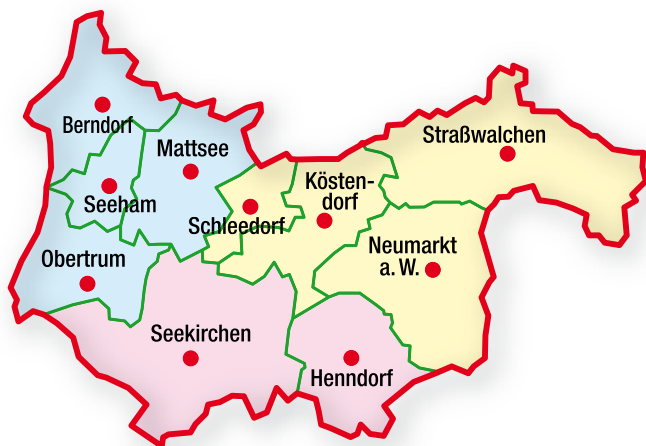 Berndorf
Straßwalchen
Mattsee
Kösten-
dorf
Seeham
Schleedorf
Neumarkt
a. W.
Obertrum
Seekirchen
Henndorf